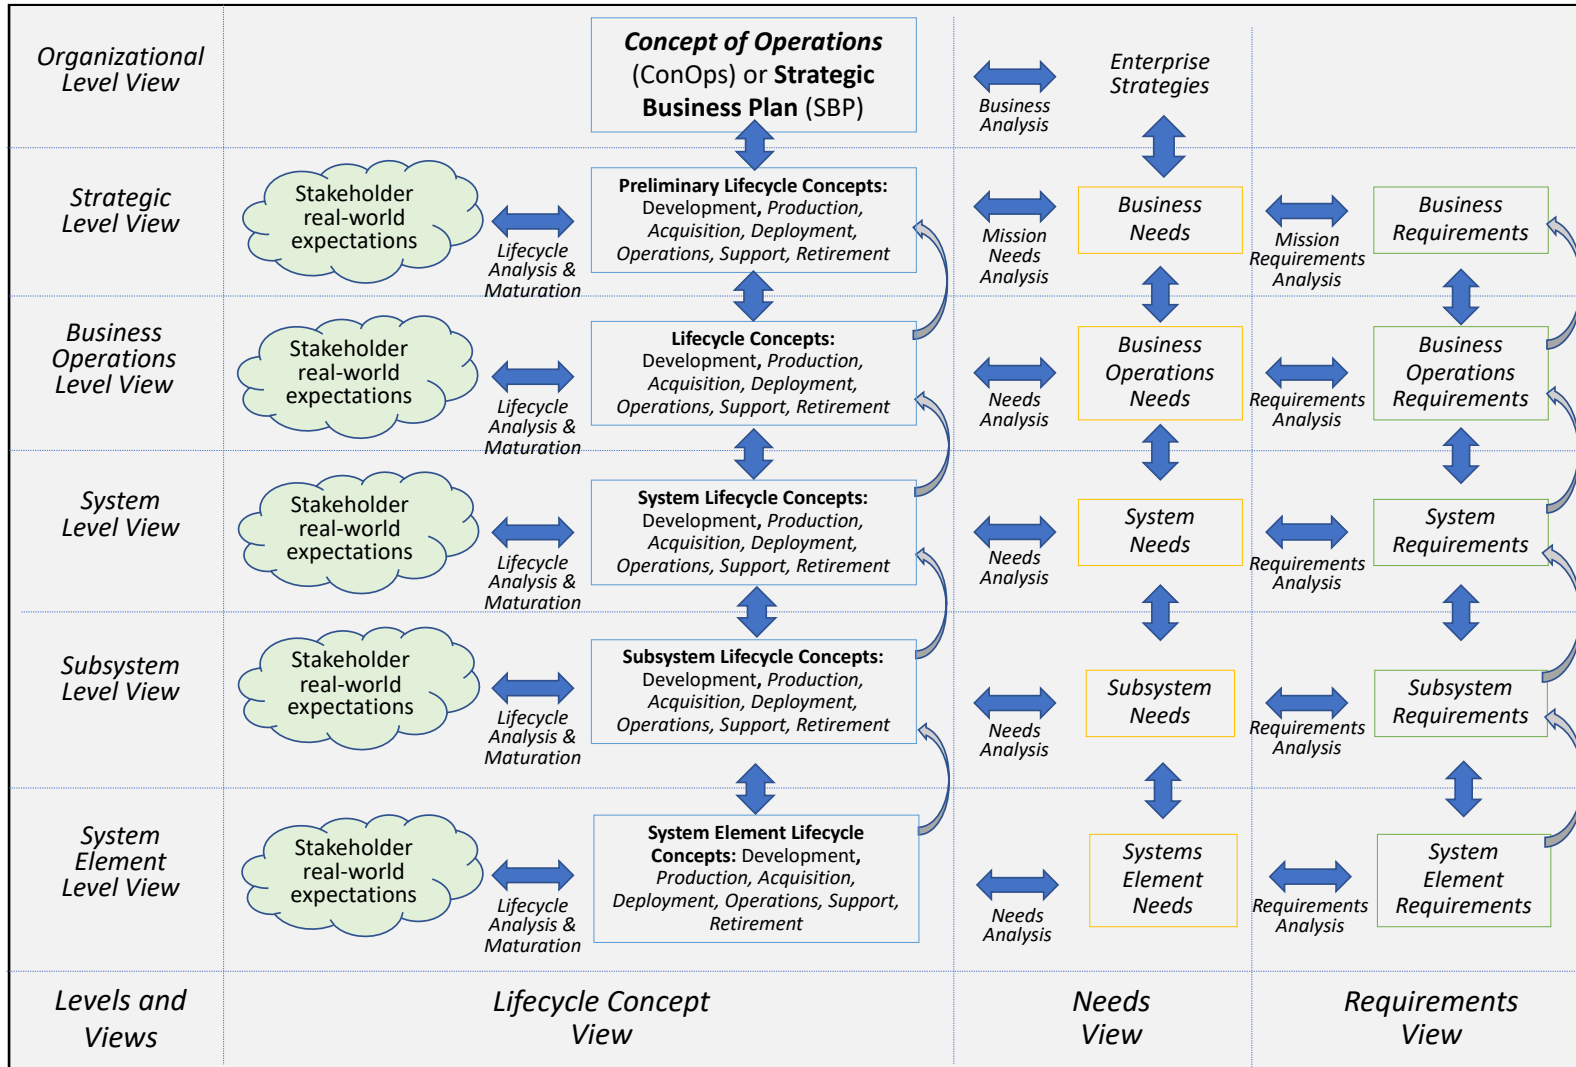 Organizational
Level View
Concept of Operations
(ConOps) or Strategic
Business Plan (SBP)
Business
Analysis
Enterprise
Strategies
Strategic
Level View
Stakeholder
real-world
expectations
Lifecycle
Analysis &
Maturation
Preliminary Lifecycle Concepts:
Development, Production,
Acquisition, Deployment,
Operations, Support, Retirement
Mission
Needs
Analysis
Business
Needs
Mission
Requirements
Analysis
Business
Requirements
Business
Operations
Level View
Stakeholder
real-world
expectations
Lifecycle
Analysis &
Maturation
Lifecycle Concepts:
Development, Production,
Acquisition, Deployment,
Operations, Support, Retirement
Needs
Analysis
Business
Operations
Needs
Requirements
Analysis
Business
Operations
Requirements
System
Level View
Stakeholder
real-world
expectations
Lifecycle
Analysis &
Maturation
System Lifecycle Concepts:
Development, Production,
Acquisition, Deployment,
Operations, Support, Retirement
Needs
Analysis
System
Needs
Requirements
Analysis
System
Requirements
Subsystem
Level View
Stakeholder
real-world
expectations
Lifecycle
Analysis &
Maturation
Subsystem Lifecycle Concepts:
Development, Production,
Acquisition, Deployment,
Operations, Support, Retirement
Needs
Analysis
Subsystem
Needs
Requirements
Analysis
Subsystem
Requirements
System
Element
Level View
Stakeholder
real-world
expectations
Lifecycle
Analysis &
Maturation
System Element Lifecycle
Concepts: Development,
Production, Acquisition,
Deployment, Operations, Support,
Retirement
Needs
Analysis
Systems
Element
Needs
Requirements
Analysis
System
Element
Requirements
Levels and
Views
Lifecycle Concept
View
Needs
View
Requirements
View